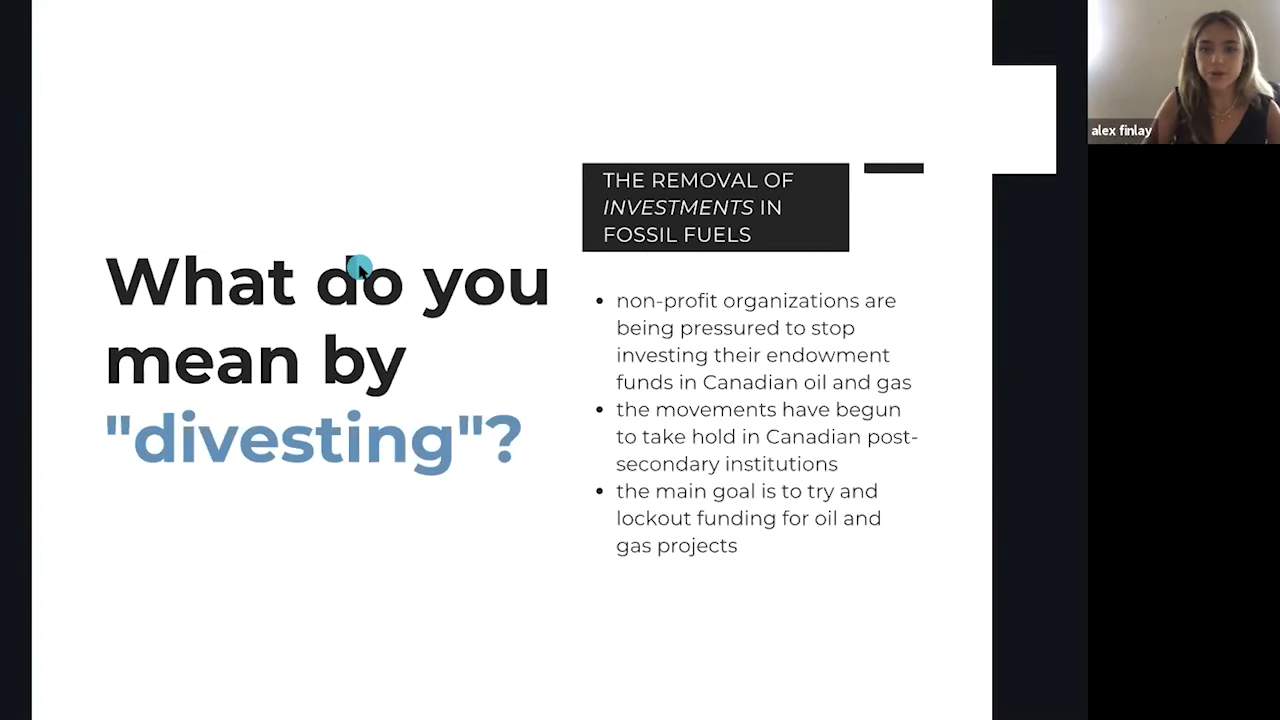 What do you
mean by
"divesting"?
THE REMOVAL OF
INVESTMENTS IN
FOSSIL FUELS
• non-profit organizations are
being pressured to stop
investing their endowment
funds in Canadian oil and gas
• the movements have begun
to take hold in Canadian post-
secondary institutions
• the main goal is to try and
lockout funding for oil and
gas projects
alex finlay